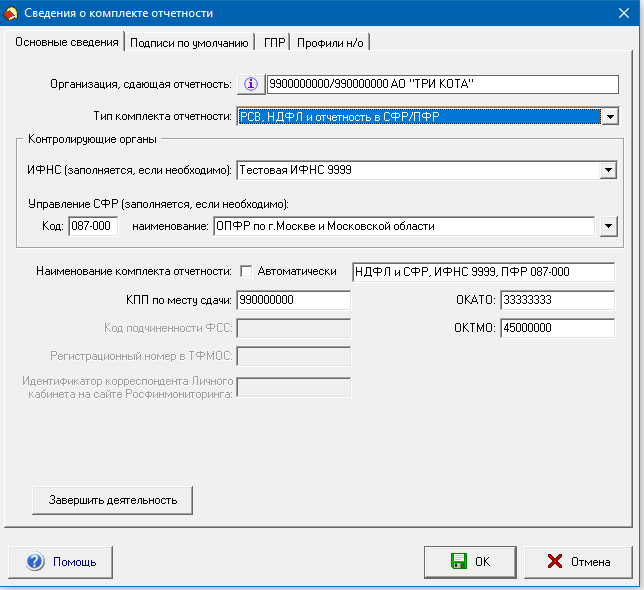 Сведения о комплекте отчетности
Основные сведения Подписи по умолчанию ГПР Профили н/о
Организация, сдающая отчетность: 9900000000/990000000 АО "ТРИ КОТА"
Тип комплекта отчетности: РСВ, НДФЛ и отчетность в СФР/ПФР
Контролирующие органы
ИФНС (заполняется, если необходимо): Тестовая ИФНС 9999
Управление СФР (заполняется, если необходимо):
Код: 087-000 наименование: ОПФР по г.Москве и Московской области
Наименование комплекта отчетности: Автоматически НДФЛ и СФР, ИФНС 9999, ПФР 087-000
КПП по месту сдачи: 990000000 ОКАТО: 33333333
Код подчиненности ФСС: ОКТМО: 45000000
Регистрационный номер в ТФОМС:
Идентификатор корреспондента Личного
кабинета на сайте Росфинмониторинга:
Завершить деятельность
Помощь OK Отмена